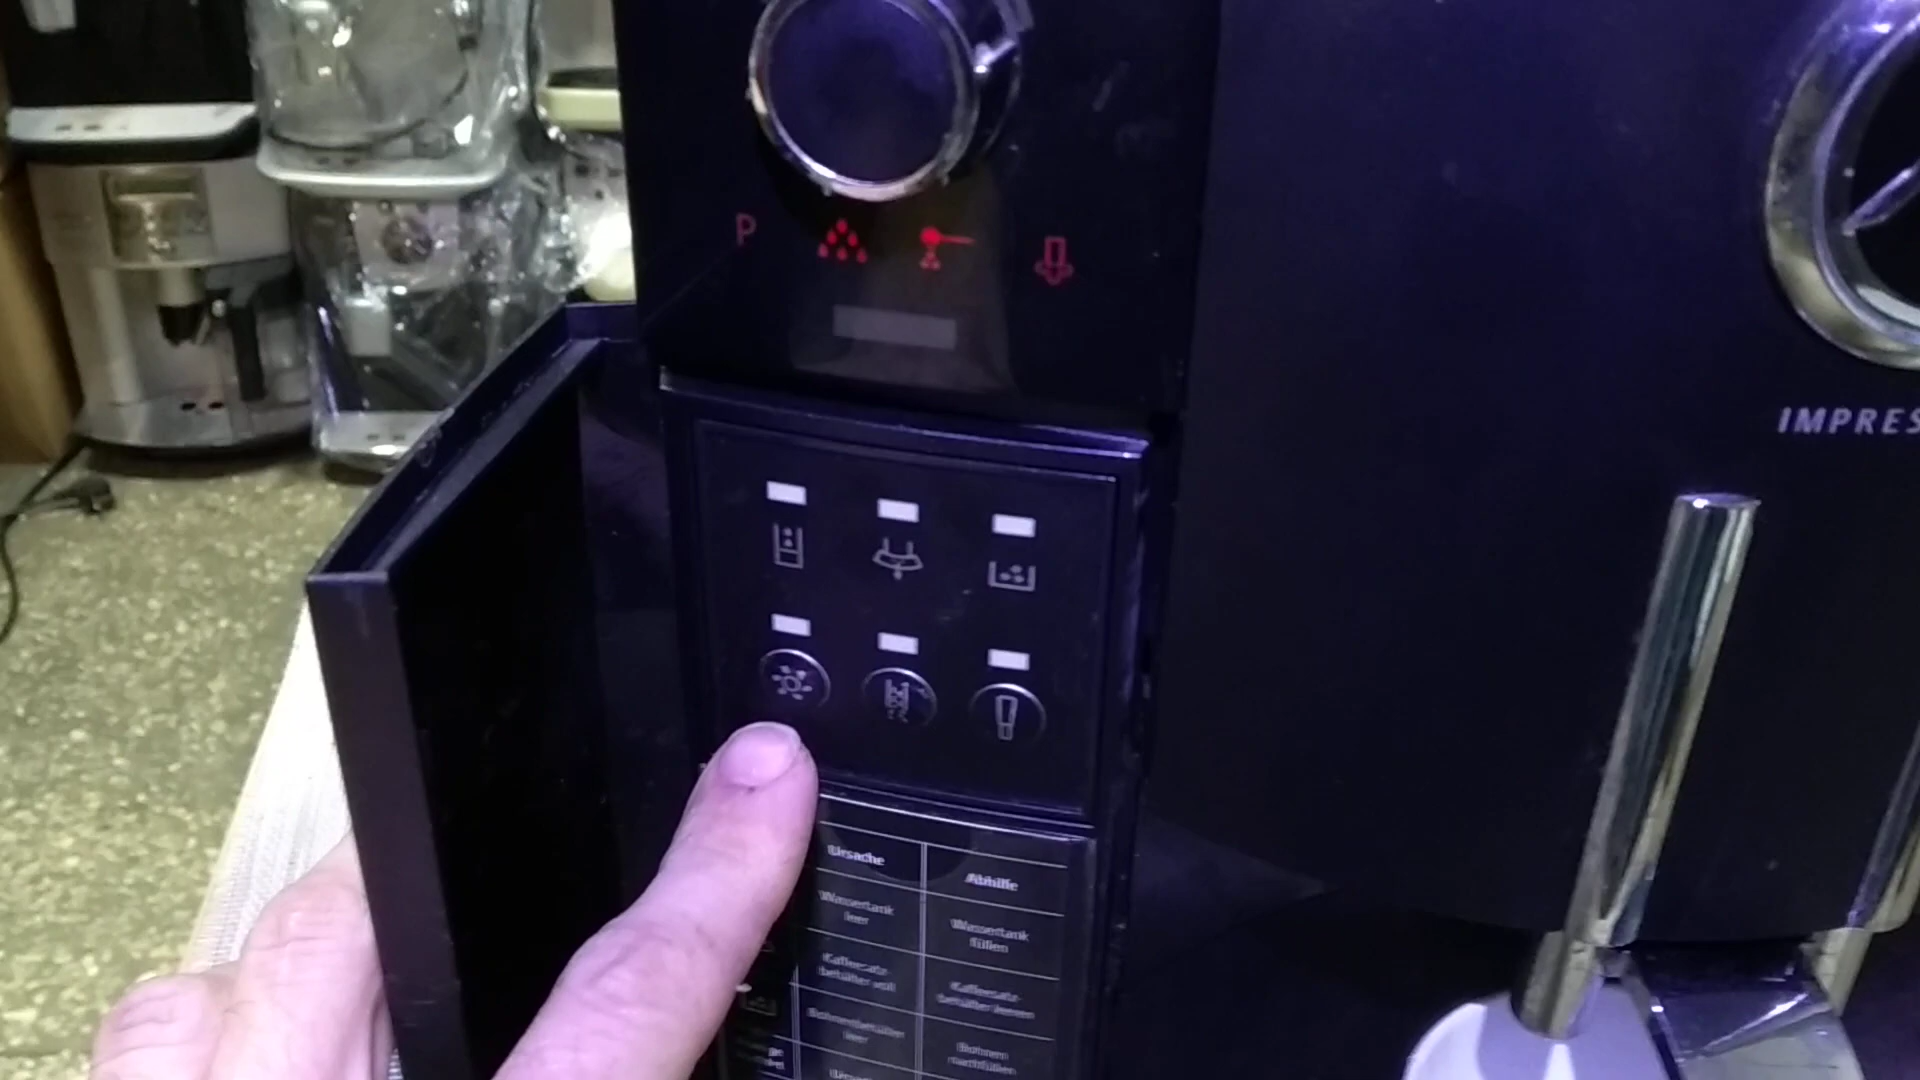 P
IMPRES
Ursache
Abhilfe
Wassertank
leer
Wassertank
füllen
Kaffeesatz-
behälter voll
Kaffeesatz-
behälter leeren
Bohnenbehälter
leer
Bohnen
nachfüllen